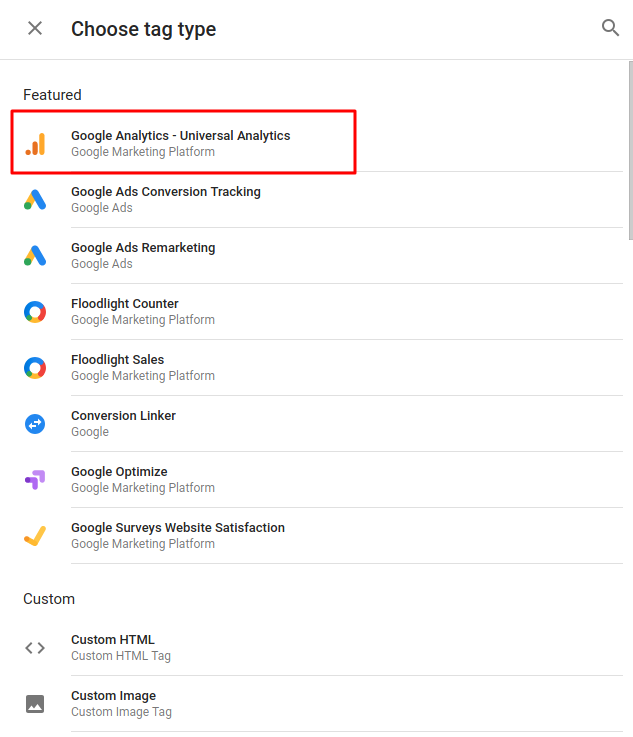 Choose tag type
Featured
Google Analytics - Universal Analytics
Google Marketing Platform
Google Ads Conversion Tracking
Google Ads
Google Ads Remarketing
Google Ads
Floodlight Counter
Google Marketing Platform
Floodlight Sales
Google Marketing Platform
Conversion Linker
Google
Google Optimize
Google Marketing Platform
Google Surveys Website Satisfaction
Google Marketing Platform
Custom
Custom HTML
Custom HTML Tag
Custom Image
Custom Image Tag